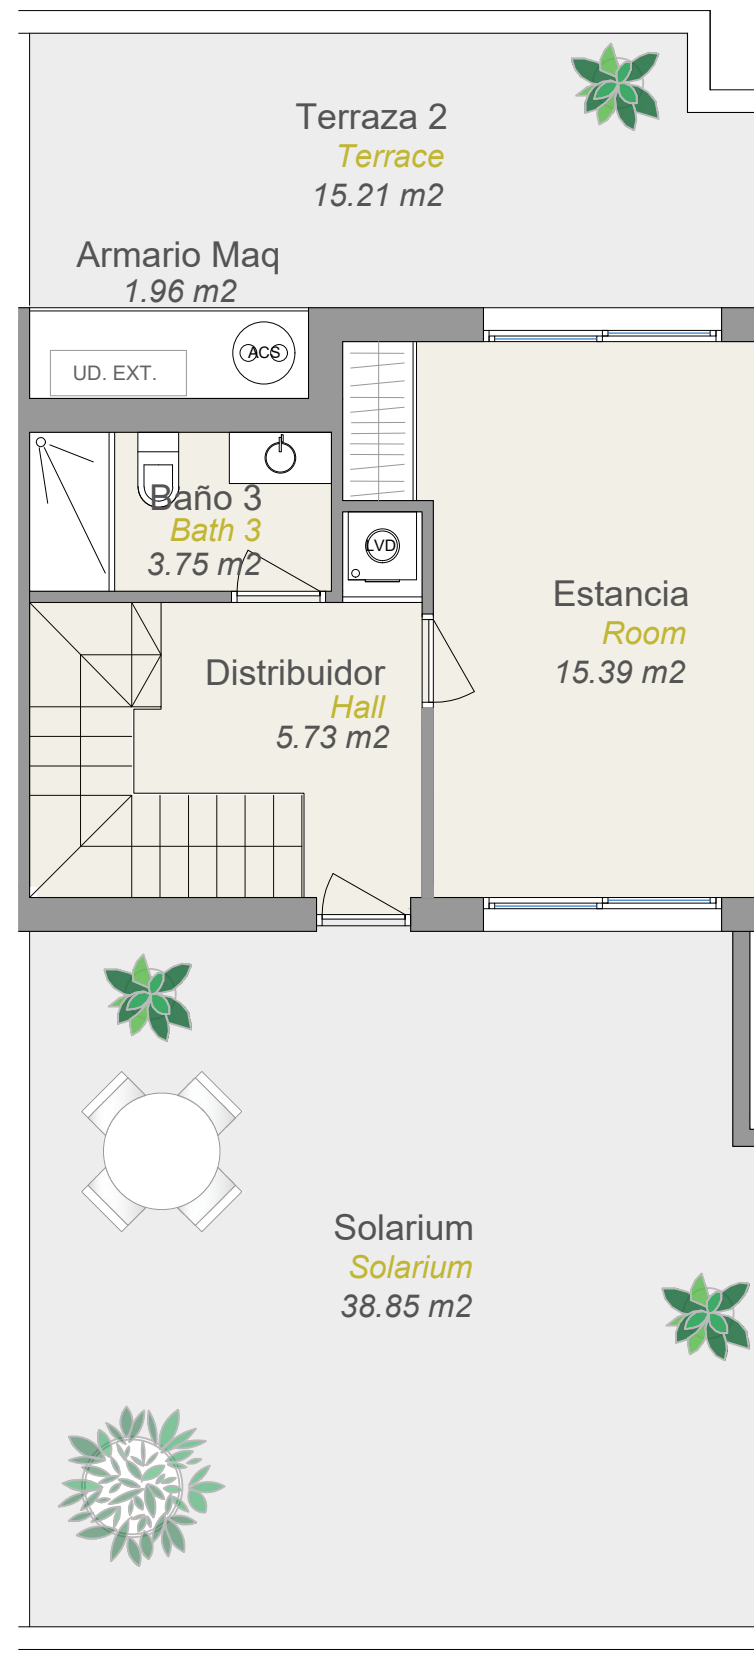 Terraza 2
Terrace
15.21 m2
Armario Maq
1.96 m2
ACS
UD. EXT.
Baño 3
Bath 3
3.75 m2
LVD
Estancia
Room
15.39 m2
Distribuidor
Hall
5.73 m2
Solarium
Solarium
38.85 m2